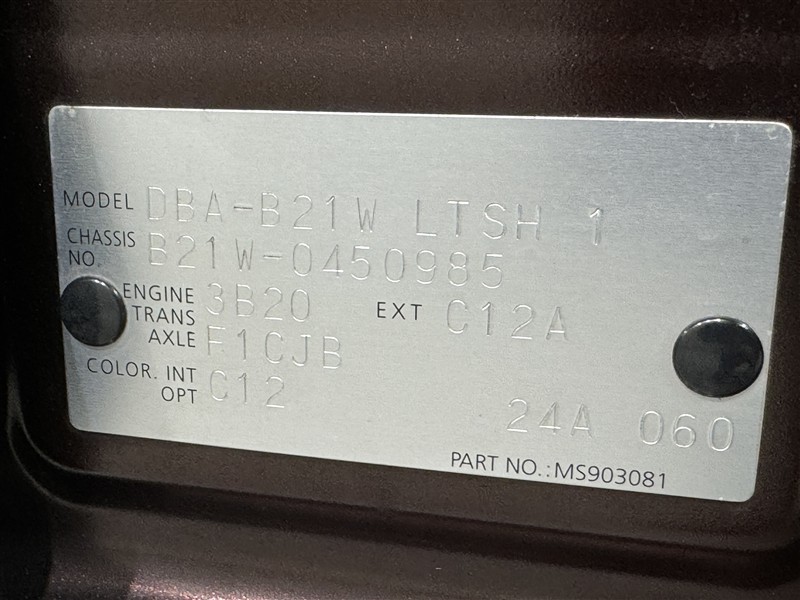 MODEL DBA-B21W LTSH 1
CHASSIS NO. B21W-0450985
ENGINE 3B20 EXT C12A
TRANS AXLE F1CJB
COLOR. INT OPT C12
24A 060
PART NO.:MS903081